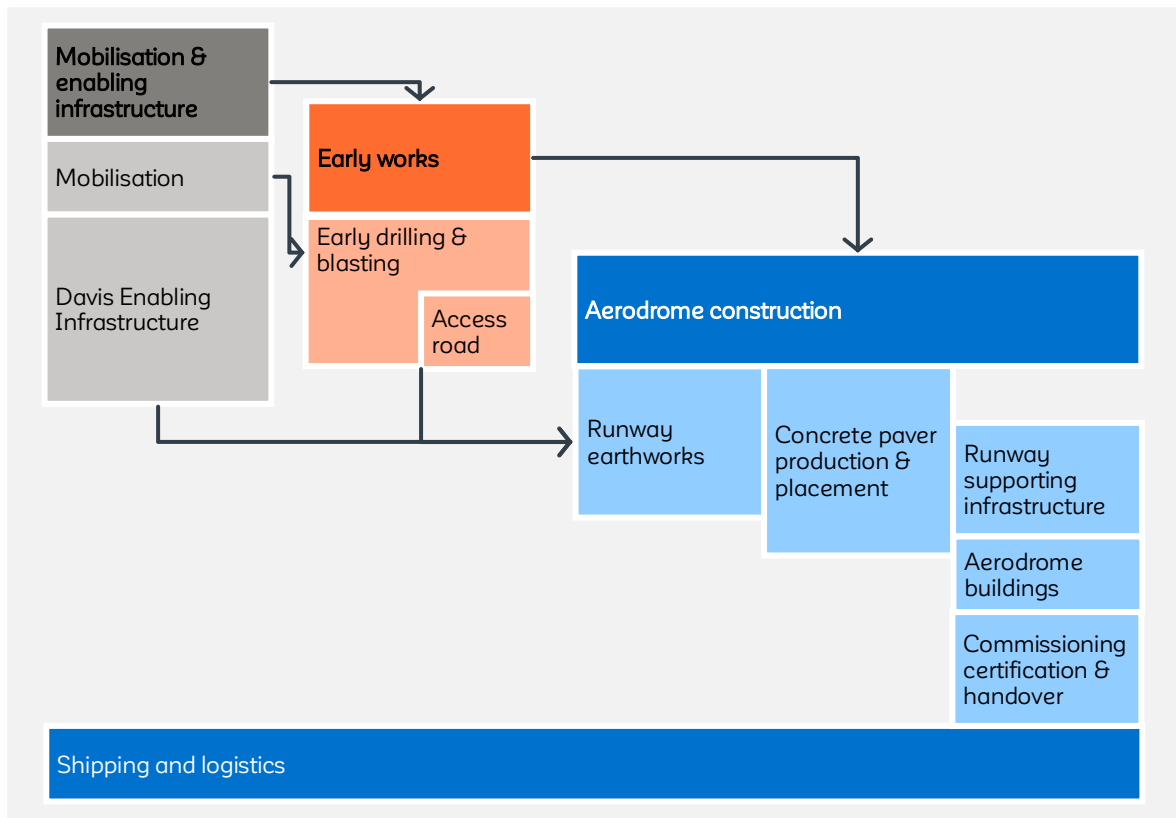 Mobilisation &
enabling
infrastructure
Mobilisation
Davis Enabling
Infrastructure
Early works
Early drilling &
blasting
Access
road
Aerodrome construction
Runway
earthworks
Concrete paver
production &
placement
Runway
supporting
infrastructure
Aerodrome
buildings
Commissioning
certification &
handover
Shipping and logistics